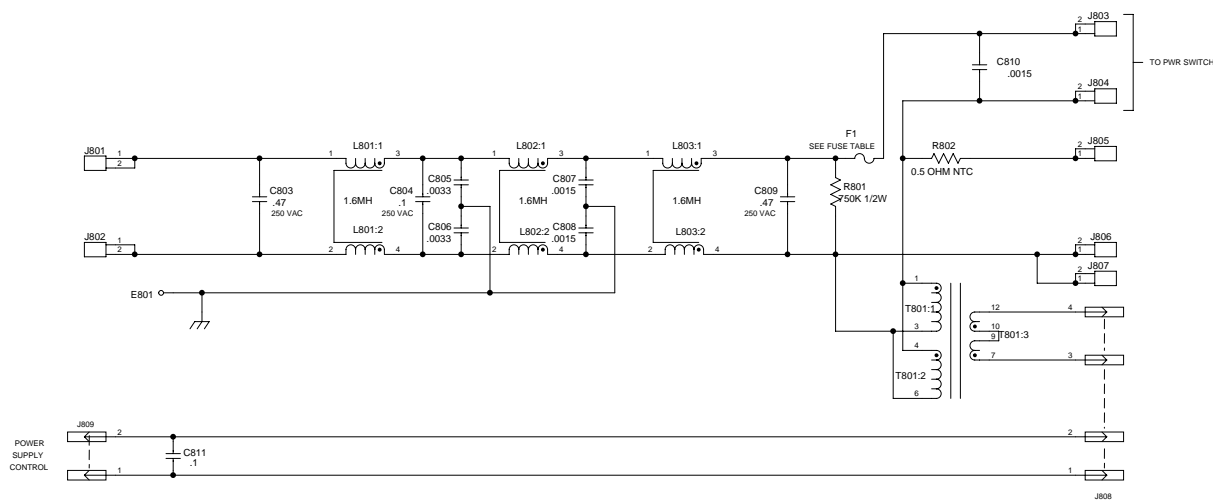 J803
2
1
C810
.0015
TO PWR SWITCH
J804
2
1
F1
SEE FUSE TABLE
J801
1
2
1
L801:1
3
1
L802:1
3
1
L803:1
3
R802
0.5 OHM NTC
2
1
J805
C803
.47
250 VAC
1.6MH
C804
.1
250 VAC
C805
.0033
C806
.0033
1.6MH
C807
.0015
C808
.0015
1.6MH
C809
.47
250 VAC
R801
750K 1/2W
J802
1
2
2
L801:2
4
2
L802:2
4
2
L803:2
4
2
1
J806
2
1
J807
E801
1
T801:1
3
4
T801:2
6
12
10
9
T801:3
7
4
3
POWER
SUPPLY
CONTROL
J809
2
1
C811
.1
2
1
J808